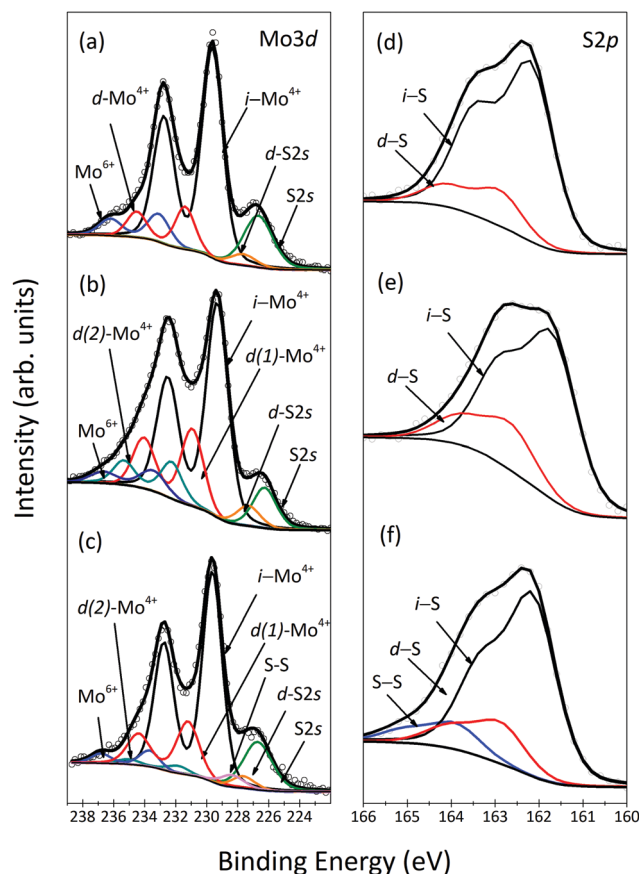 (a)
Mo3d
d-Mo⁴⁺
i–Mo⁴⁺
d-S2s
Mo⁶⁺
S2s
(b)
i–Mo⁴⁺
d(2)-Mo⁴⁺
d(1)-Mo⁴⁺
d-S2s
Mo⁶⁺
S2s
(c)
i–Mo⁴⁺
d(2)-Mo⁴⁺
d(1)-Mo⁴⁺
S-S
Mo⁶⁺
d-S2s
S2s
238 236 234 232 230 228 226 224
(d)
S2p
i–S
d–S
(e)
i–S
d–S
(f)
i–S
d–S
S–S
166 165 164 163 162 161 160
Intensity (arb. units)
Binding Energy (eV)